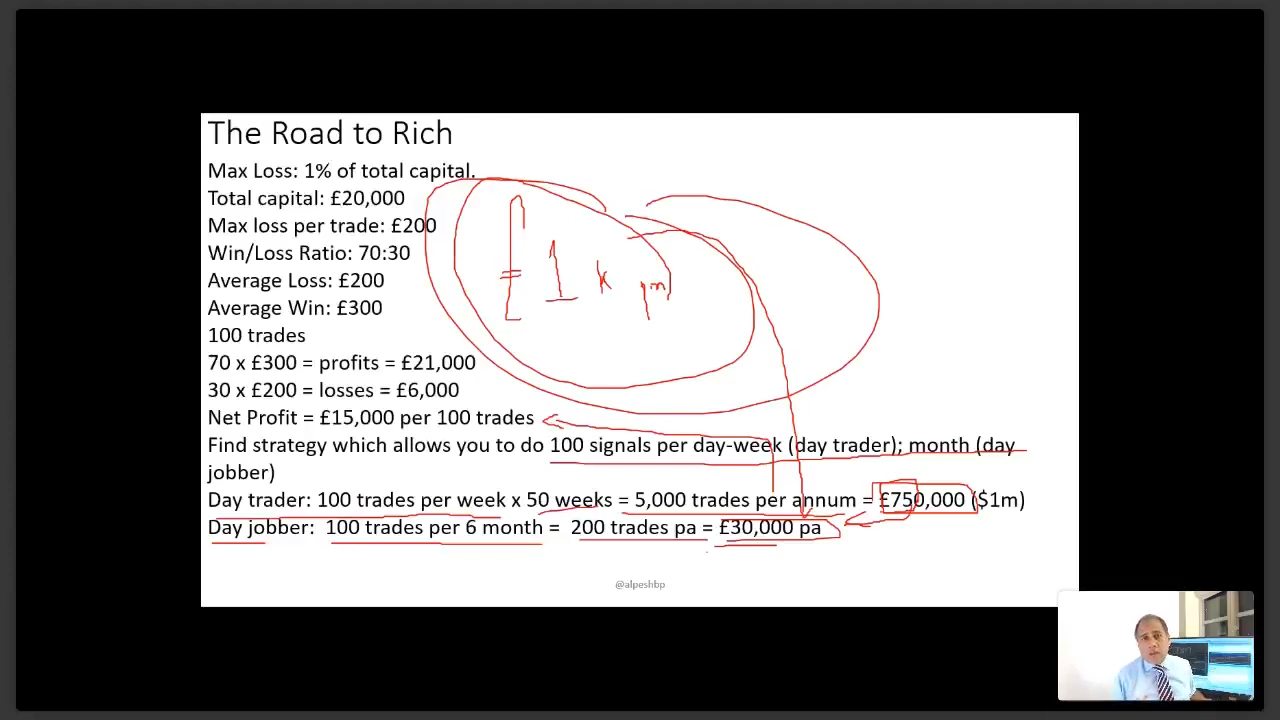 The Road to Rich
Max Loss: 1% of total capital.
Total capital: £20,000
Max loss per trade: £200
Win/Loss Ratio: 70:30
Average Loss: £200
Average Win: £300
100 trades
70 x £300 = profits = £21,000
30 x £200 = losses = £6,000
Net Profit = £15,000 per 100 trades
Find strategy which allows you to do 100 signals per day-week (day trader); month (day
jobber)
Day trader: 100 trades per week x 50 weeks = 5,000 trades per annum = £750,000 ($1m)
Day jobber: 100 trades per 6 month = 200 trades pa = £30,000 pa
£ 1 k pm
@alpeshbp